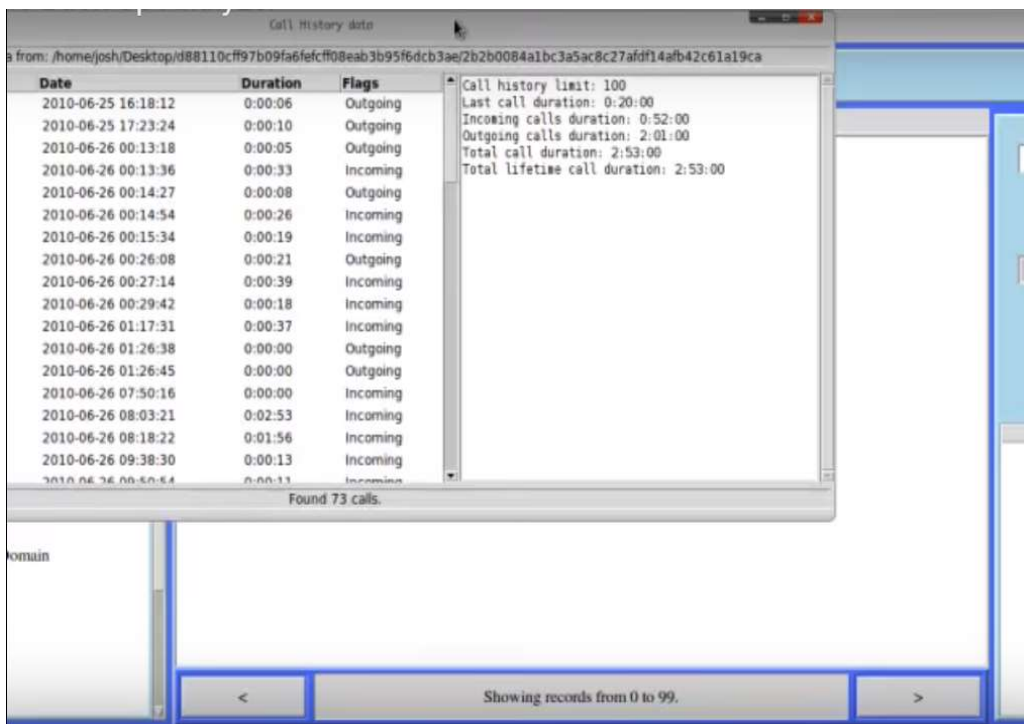 Call History data
a from: /home/josh/Desktop/d88110cff97b09fa6fefcff08eab3b95f6dcb3ae/2b2b0084a1bc3a5ac8c27afdf14afb42c61a19ca
Date Duration Flags
2010-06-25 16:18:12 0:00:06 Outgoing
2010-06-25 17:23:24 0:00:10 Outgoing
2010-06-26 00:13:18 0:00:05 Outgoing
2010-06-26 00:13:36 0:00:33 Incoming
2010-06-26 00:14:27 0:00:08 Outgoing
2010-06-26 00:14:54 0:00:26 Incoming
2010-06-26 00:15:34 0:00:19 Incoming
2010-06-26 00:26:08 0:00:21 Outgoing
2010-06-26 00:27:14 0:00:39 Incoming
2010-06-26 00:29:42 0:00:18 Incoming
2010-06-26 01:17:31 0:00:37 Incoming
2010-06-26 01:26:38 0:00:00 Outgoing
2010-06-26 01:26:45 0:00:00 Outgoing
2010-06-26 07:50:16 0:00:00 Incoming
2010-06-26 08:03:21 0:02:53 Incoming
2010-06-26 08:18:22 0:01:56 Incoming
2010-06-26 09:38:30 0:00:13 Incoming
2010-06-26 09:50:54 0:00:11 Incoming
Call history limit: 100
Last call duration: 0:20:00
Incoming calls duration: 0:52:00
Outgoing calls duration: 2:01:00
Total call duration: 2:53:00
Total lifetime call duration: 2:53:00
Found 73 calls.
omain
< Showing records from 0 to 99. >